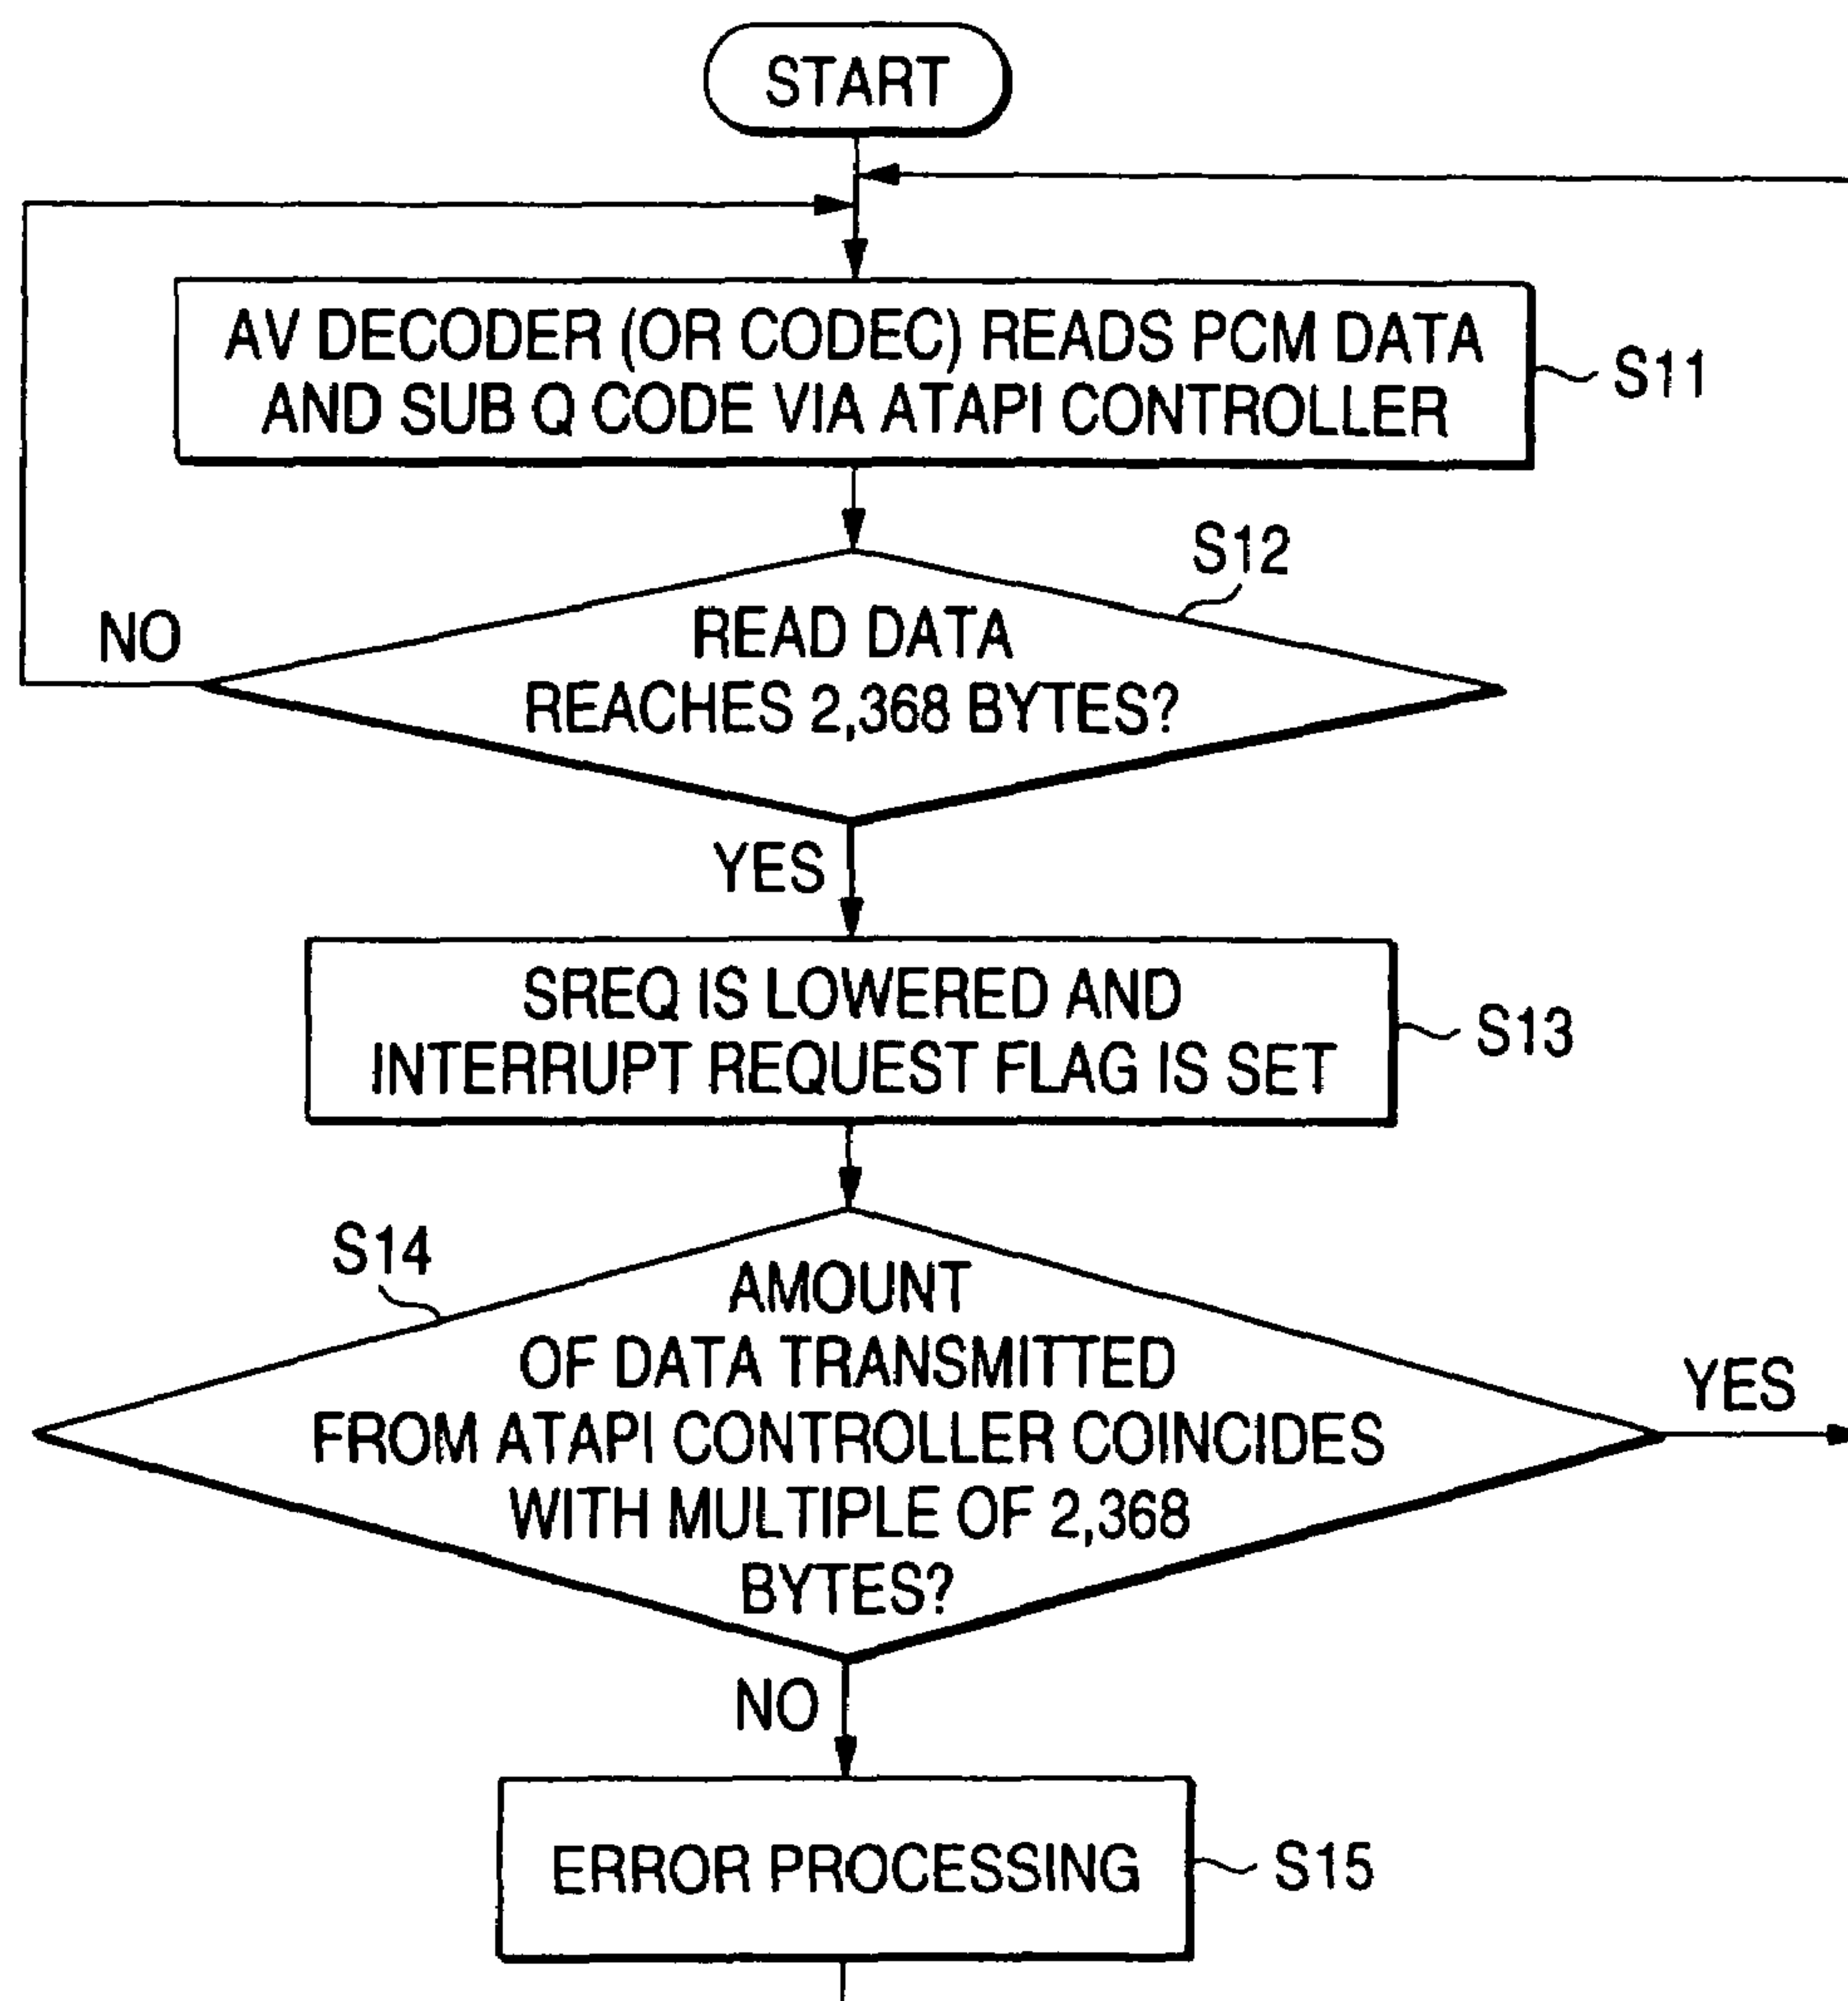 START
AV DECODER (OR CODEC) READS PCM DATA
AND SUB Q CODE VIA ATAPI CONTROLLER
S11
S12
READ DATA
REACHES 2,368 BYTES?
NO
YES
SREQ IS LOWERED AND
INTERRUPT REQUEST FLAG IS SET
S13
S14
AMOUNT
OF DATA TRANSMITTED
FROM ATAPI CONTROLLER COINCIDES
WITH MULTIPLE OF 2,368
BYTES?
YES
NO
ERROR PROCESSING
S15